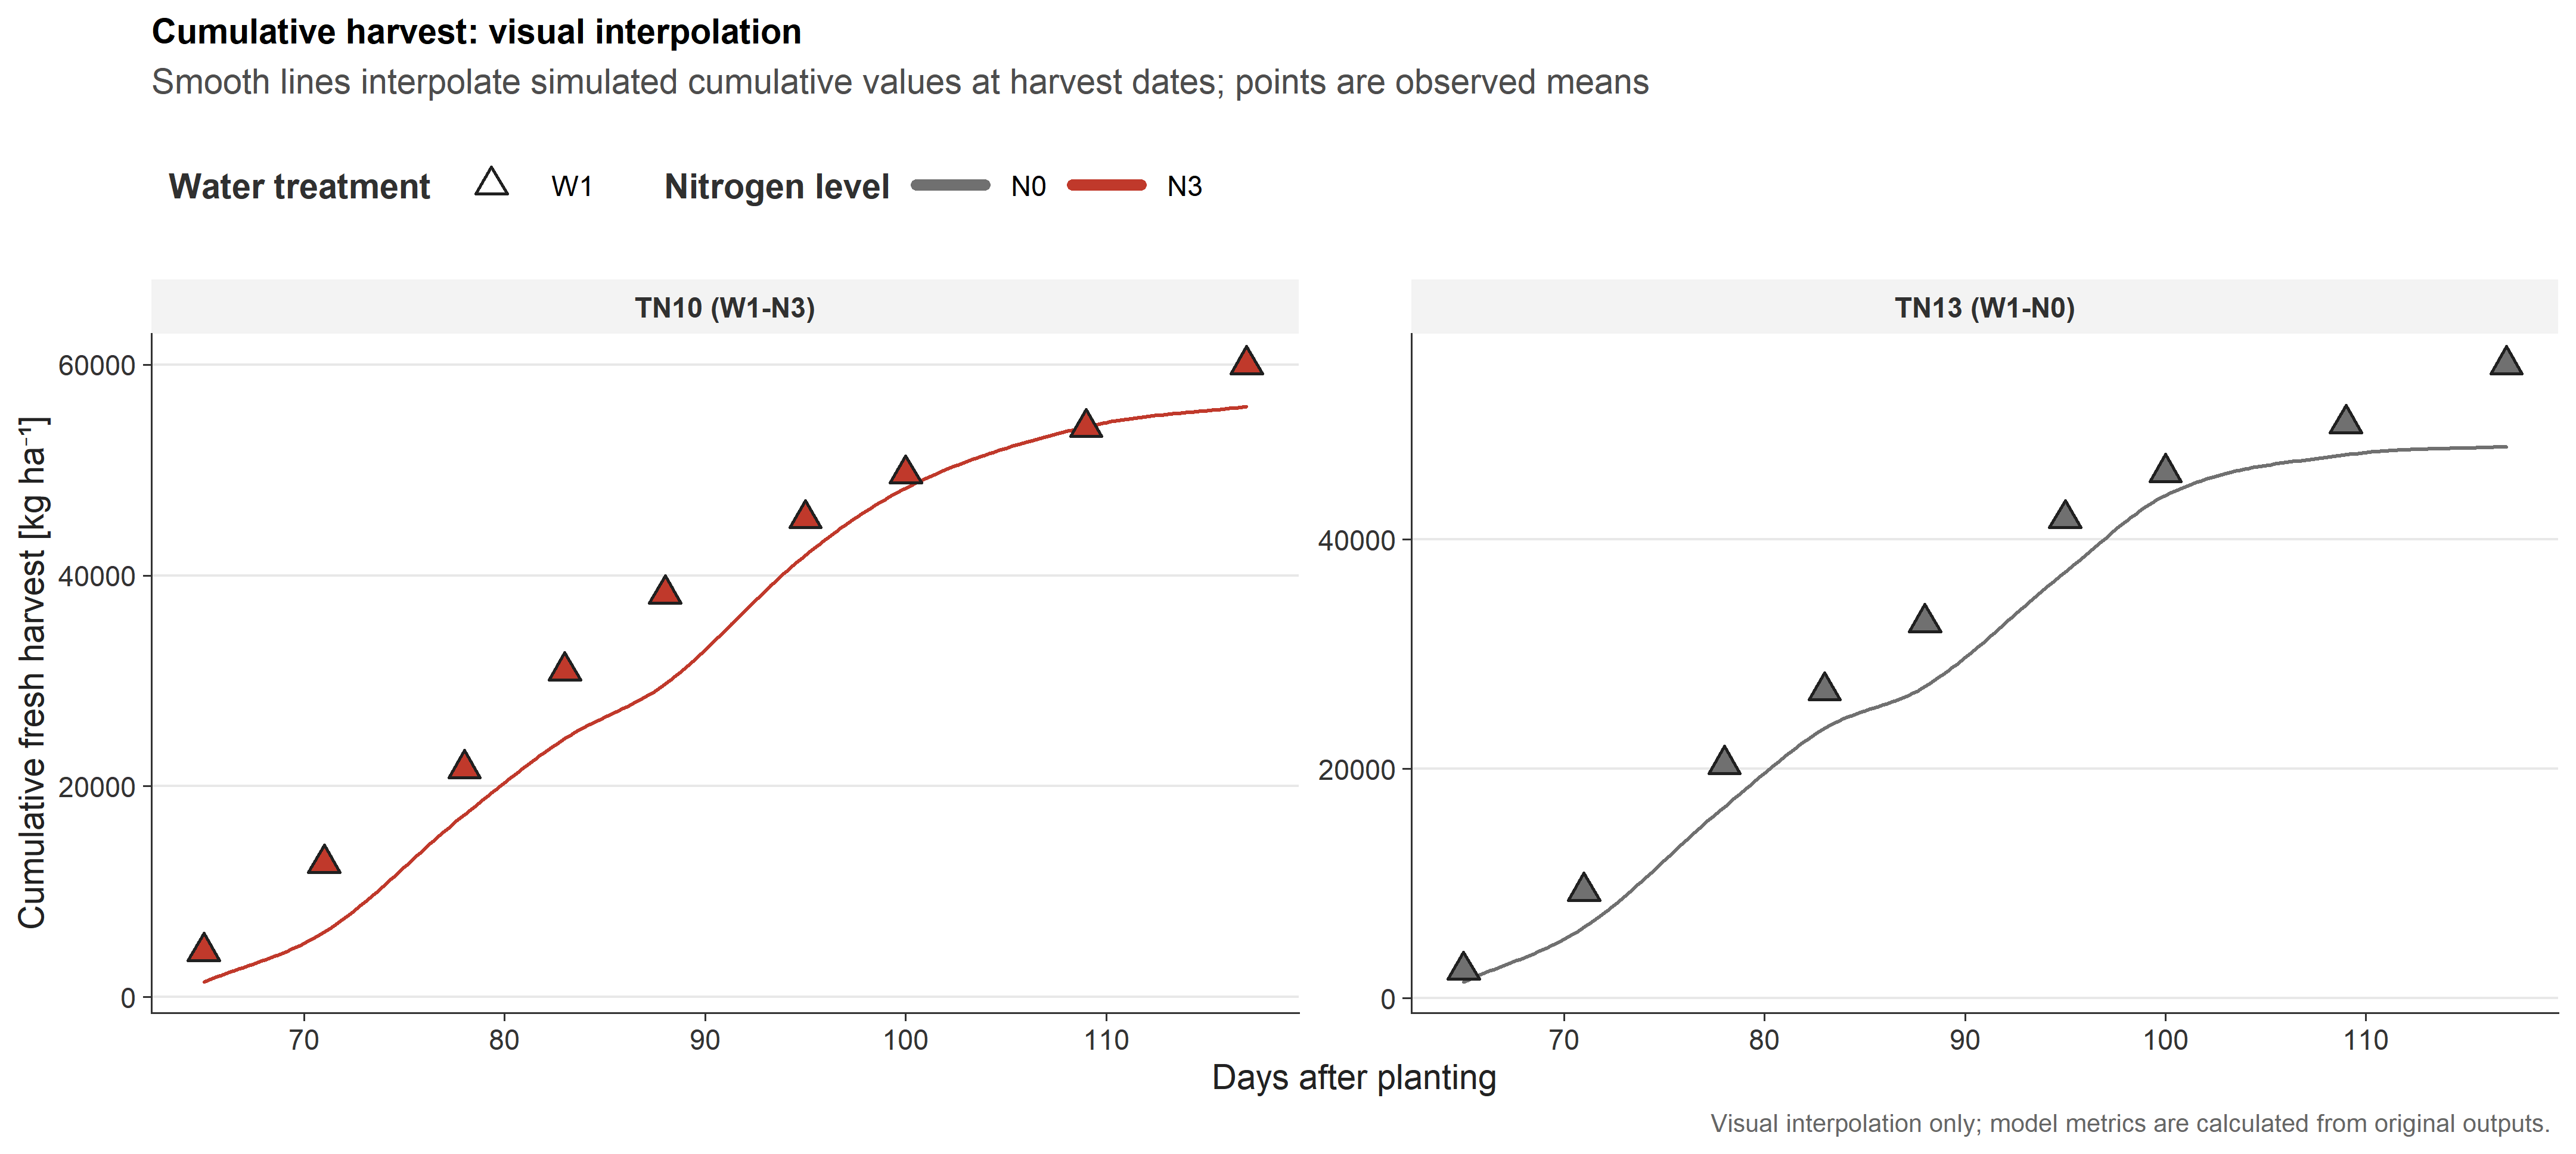 Cumulative harvest: visual interpolation
Smooth lines interpolate simulated cumulative values at harvest dates; points are observed means
Water treatment W1 Nitrogen level N0 N3
TN10 (W1-N3)
TN13 (W1-N0)
Cumulative fresh harvest [kg ha⁻¹]
60000
40000
20000
0
70 80 90 100 110
40000
20000
0
70 80 90 100 110
Days after planting
Visual interpolation only; model metrics are calculated from original outputs.